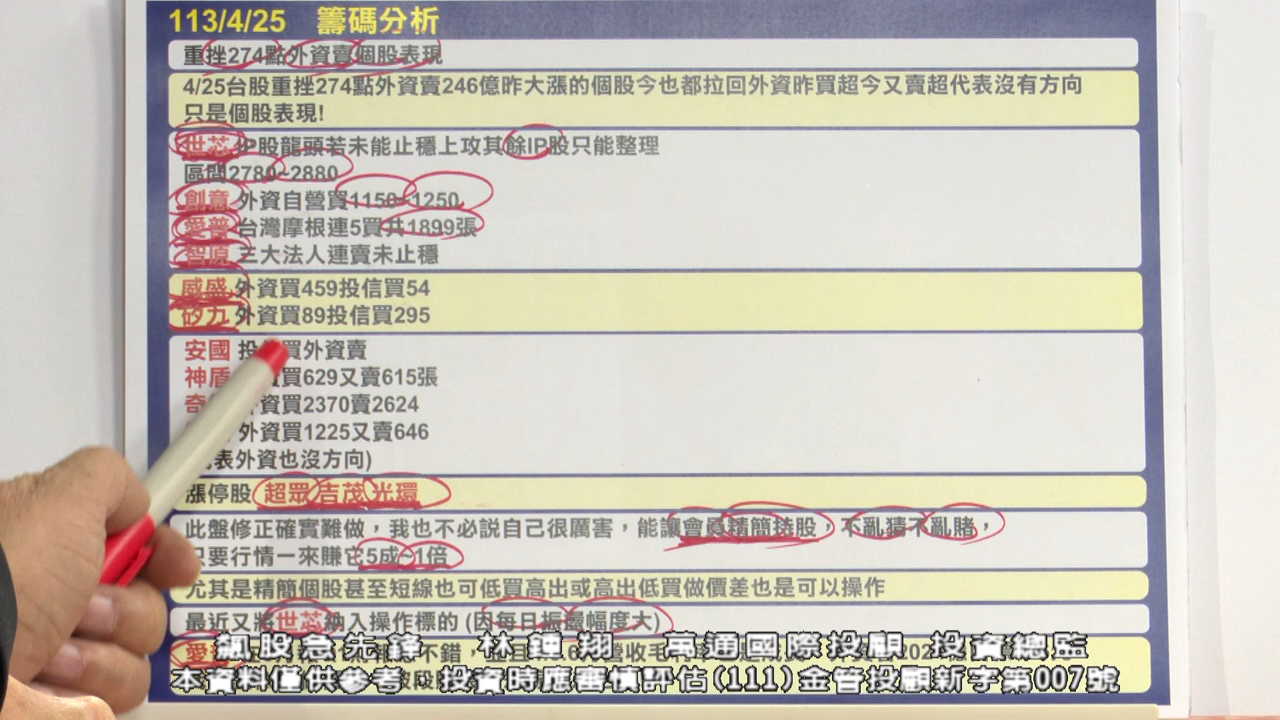 113/4/25 籌碼分析
重挫274點外資賣個股表現
4/25台股重挫274點外資賣246億昨大漲的個股今也都拉回外資昨買超今又賣超代表沒有方向
只是個股表現!
世芯 IP股龍頭若未能止穩上攻其餘IP股只能整理
區間2780~2880
創意 外資自營買1150~1250
愛普 台灣摩根連5買共1899張
智原 三大法人連賣未止穩
威盛 外資買459投信買54
矽力 外資買89投信買295
安國 投 買外資賣
神盾 資買629又賣615張
奇 外資買2370賣2624
外資買1225又賣646
表外資也沒方向)
漲停股 超眾 吉茂 光環
此盤修正確實難做，我也不必説自己很厲害，能讓會員精簡持股，不亂猜不亂賭，
只要行情一來賺它5成~1倍
尤其是精簡個股甚至短線也可低買高出或高出低買做價差也是可以操作
最近又將世芯納入操作標的 (因每日振盪幅度大)
飆股急先鋒 林鍾翔 萬通國際投顧 投資總監
本資料僅供參考，投資時應審慎評估(111)金管投顧新字第007號